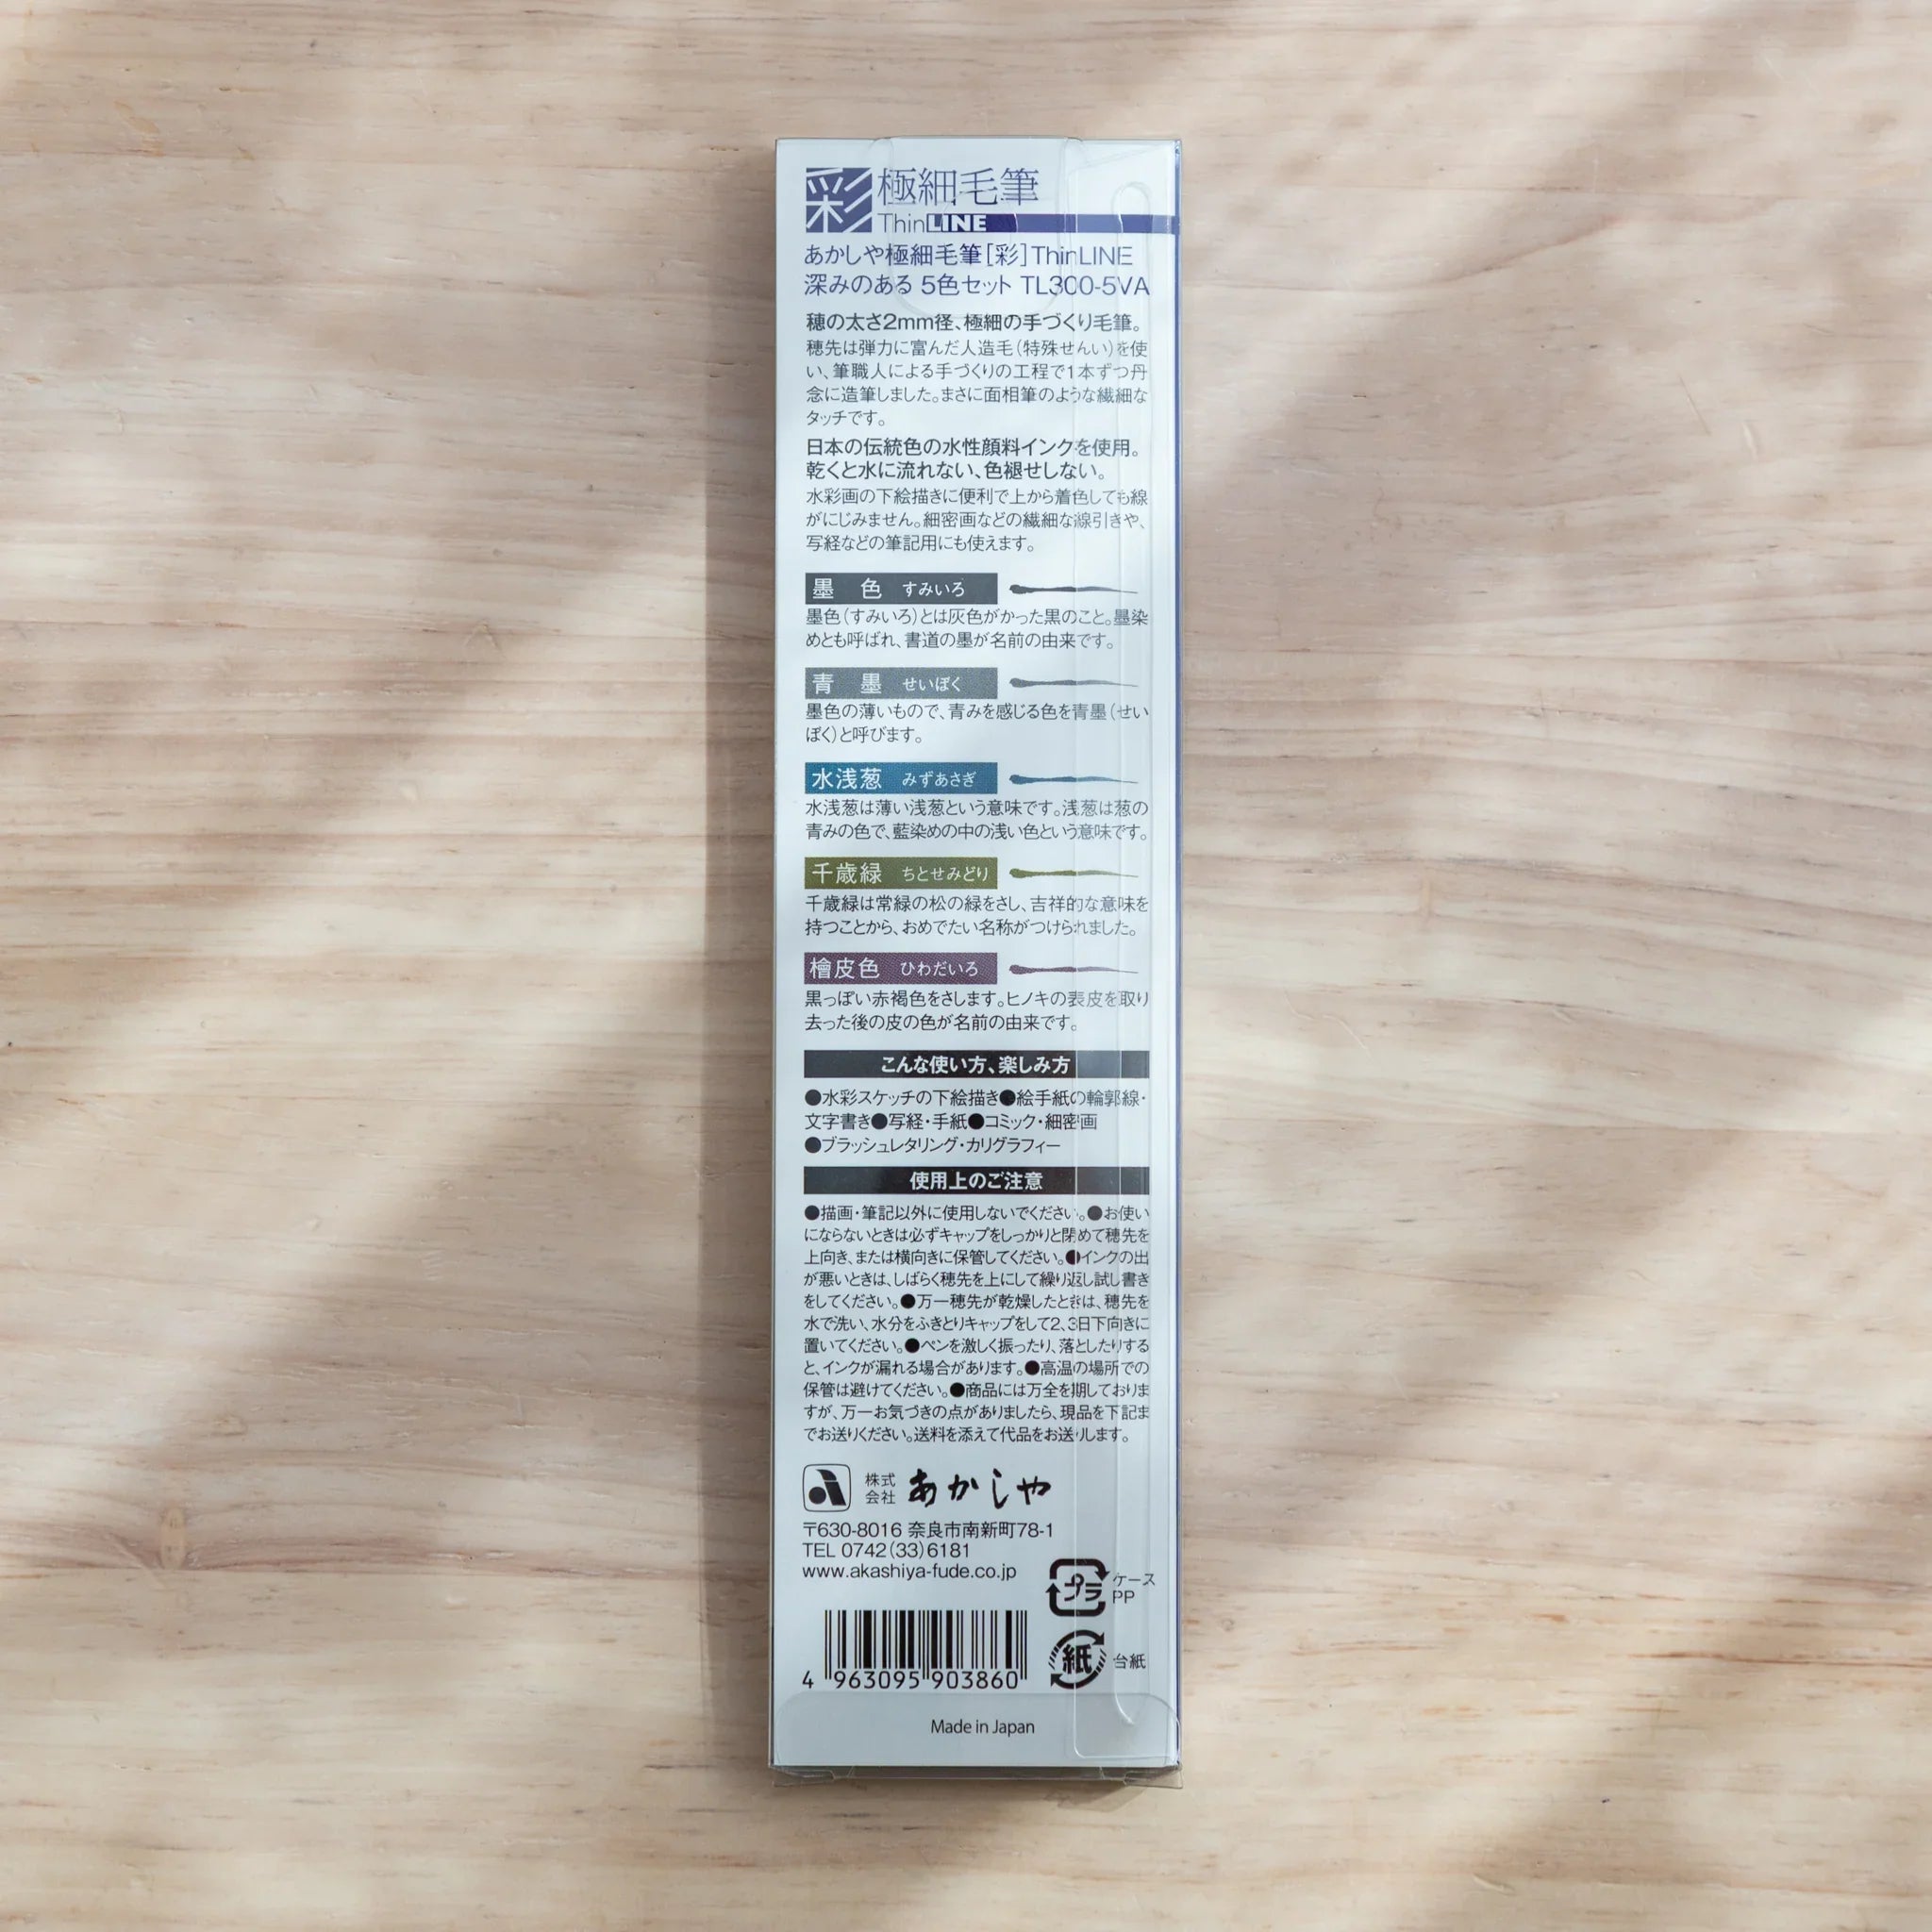 彩 極細毛筆
ThinLINE
あかしや極細毛筆[彩]ThinLINE
深みのある 5色セット TL300-5VA
穂の太さ2mm径、極細の手づくり毛筆。
穂先は弾力に富んだ人造毛(特殊せんい)を使
い、筆職人による手づくりの工程で1本ずつ丹
念に造筆しました。まさに面相筆のような繊細な
タッチです。
日本の伝統色の水性顔料インクを使用。
乾くと水に流れない、色褪せしない。
水彩画の下絵描きに便利で上から着色しても線
がにじみません。細密画などの繊細な線引きや、
写経などの筆記用にも使えます。
墨 色 すみいろ
墨色(すみいろ)とは灰色がかった黒のこと。墨染
めとも呼ばれ、書道の墨が名前の由来です。
青 墨 せいぼく
墨色の薄いもので、青みを感じる色を青墨(せい
ぼく)と呼びます。
水浅葱 みずあさぎ
水浅葱は薄い浅葱という意味です。浅葱は葱の
青みの色で、藍染めの中の浅い色という意味です。
千歳緑 ちとせみどり
千歳緑は常緑の松の緑をさし、吉祥的な意味を
持つことから、おめでたい名称がつけられました。
檜皮色 ひわだいろ
黒っぽい赤褐色をさします。ヒノキの表皮を取り
去った後の皮の色が名前の由来です。
こんな使い方、楽しみ方
●水彩スケッチの下絵描き●絵手紙の輪郭線・
文字書き●写経・手紙●コミック・細密画
●ブラッシュレタリング・カリグラフィー
使用上のご注意
●描画・筆記以外に使用しないでください。●お使い
にならないときは必ずキャップをしっかりと閉めて穂先を
上向き、または横向きに保管してください。●インクの出
が悪いときは、しばらく穂先を上にして繰り返し試し書き
をしてください。●万一穂先が乾燥したときは、穂先を
水で洗い、水分をふきとりキャップをして2、3日下向きに
置いてください。●ペンを激しく振ったり、落としたりする
と、インクが漏れる場合があります。●高温の場所での
保管は避けてください。●商品には万全を期しておりま
すが、万一お気づきの点がありましたら、現品を下記ま
でお送りください。送料を添えて代品をお送りします。
株式会社 あかしや
〒630-8016 奈良市南新町78-1
TEL 0742(33)6181
www.akashiya-fude.co.jp
プラ ケース PP
紙 台紙
4 963095 903860
Made in Japan